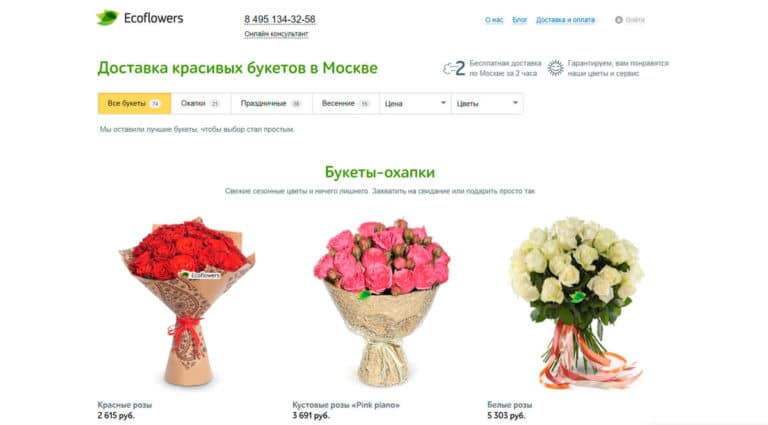 Ecoflowers
8 495 134-32-58
Онлайн консультант
О нас
Блог
Доставка и оплата
Войти
Доставка красивых букетов в Москве
2
Бесплатная доставка
по Москве за 2 часа
Гарантируем, вам понравятся
наши цветы и сервис
Все букеты 74
Охапки 21
Праздничные 38
Весенние 15
Цена
Цветы
Мы оставили лучшие букеты, чтобы выбор стал простым.
Букеты-охапки
Свежие сезонные цветы и ничего лишнего. Захватить на свидание или подарить просто так
Ecoflowers
Красные розы
2 615 руб.
Кустовые розы «Pink piano»
3 691 руб.
Белые розы
5 303 руб.